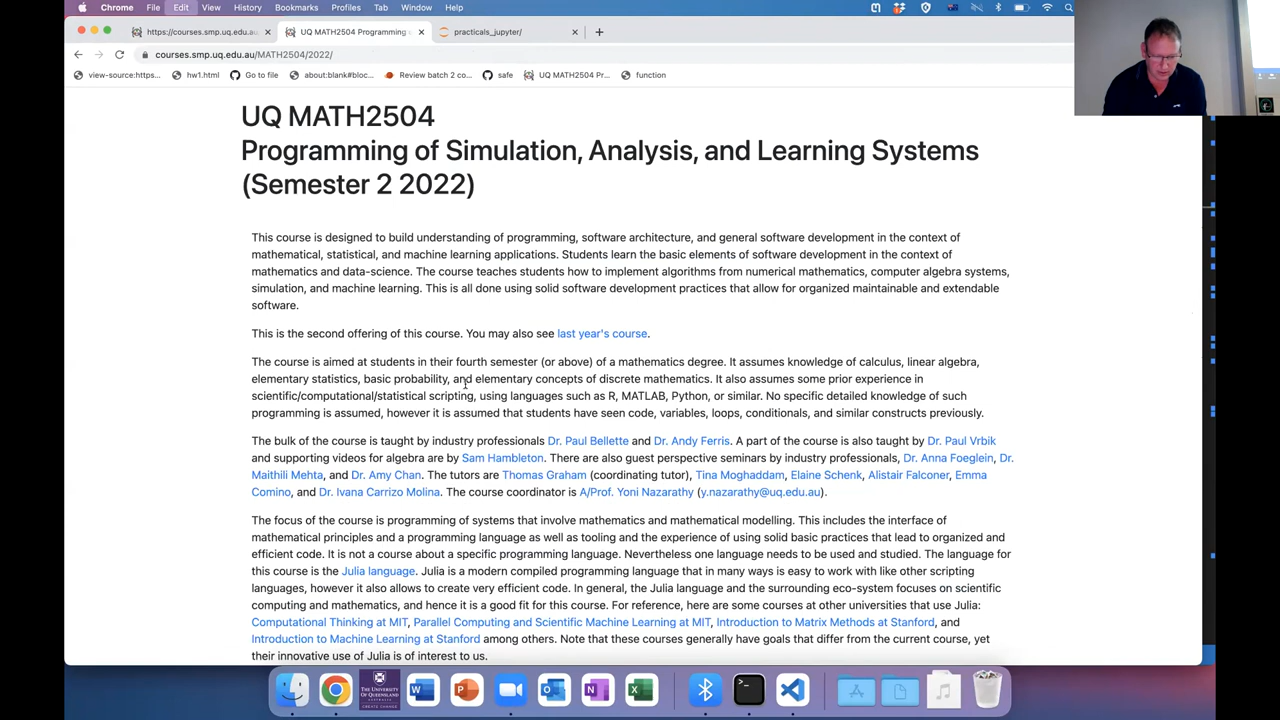 Chrome File Edit View History Bookmarks Profiles Tab Window Help
https://courses.smp.uq.edu.au
UQ MATH2504 Programming
practicals_jupyter/
courses.smp.uq.edu.au/MATH2504/2022/
view-source:https...
hw1.html
Go to file
about:blank#bloc...
Review batch 2 co...
safe
UQ MATH2504 Pr...
function
UQ MATH2504
Programming of Simulation, Analysis, and Learning Systems
(Semester 2 2022)
This course is designed to build understanding of programming, software architecture, and general software development in the context of
mathematical, statistical, and machine learning applications. Students learn the basic elements of software development in the context of
mathematics and data-science. The course teaches students how to implement algorithms from numerical mathematics, computer algebra systems,
simulation, and machine learning. This is all done using solid software development practices that allow for organized maintainable and extendable
software.
This is the second offering of this course. You may also see last year's course.
The course is aimed at students in their fourth semester (or above) of a mathematics degree. It assumes knowledge of calculus, linear algebra,
elementary statistics, basic probability, and elementary concepts of discrete mathematics. It also assumes some prior experience in
scientific/computational/statistical scripting, using languages such as R, MATLAB, Python, or similar. No specific detailed knowledge of such
programming is assumed, however it is assumed that students have seen code, variables, loops, conditionals, and similar constructs previously.
The bulk of the course is taught by industry professionals Dr. Paul Bellette and Dr. Andy Ferris. A part of the course is also taught by Dr. Paul Vrbik
and supporting videos for algebra are by Sam Hambleton. There are also guest perspective seminars by industry professionals, Dr. Anna Foeglein, Dr.
Maithili Mehta, and Dr. Amy Chan. The tutors are Thomas Graham (coordinating tutor), Tina Moghaddam, Elaine Schenk, Alistair Falconer, Emma
Comino, and Dr. Ivana Carrizo Molina. The course coordinator is A/Prof. Yoni Nazarathy (y.nazarathy@uq.edu.au).
The focus of the course is programming of systems that involve mathematics and mathematical modelling. This includes the interface of
mathematical principles and a programming language as well as tooling and the experience of using solid basic practices that lead to organized and
efficient code. It is not a course about a specific programming language. Nevertheless one language needs to be used and studied. The language for
this course is the Julia language. Julia is a modern compiled programming language that in many ways is easy to work with like other scripting
languages, however it also allows to create very efficient code. In general, the Julia language and the surrounding eco-system focuses on scientific
computing and mathematics, and hence it is a good fit for this course. For reference, here are some courses at other universities that use Julia:
Computational Thinking at MIT, Parallel Computing and Scientific Machine Learning at MIT, Introduction to Matrix Methods at Stanford, and
Introduction to Machine Learning at Stanford among others. Note that these courses generally have goals that differ from the current course, yet
their innovative use of Julia is of interest to us.
THE UNIVERSITY
OF QUEENSLAND